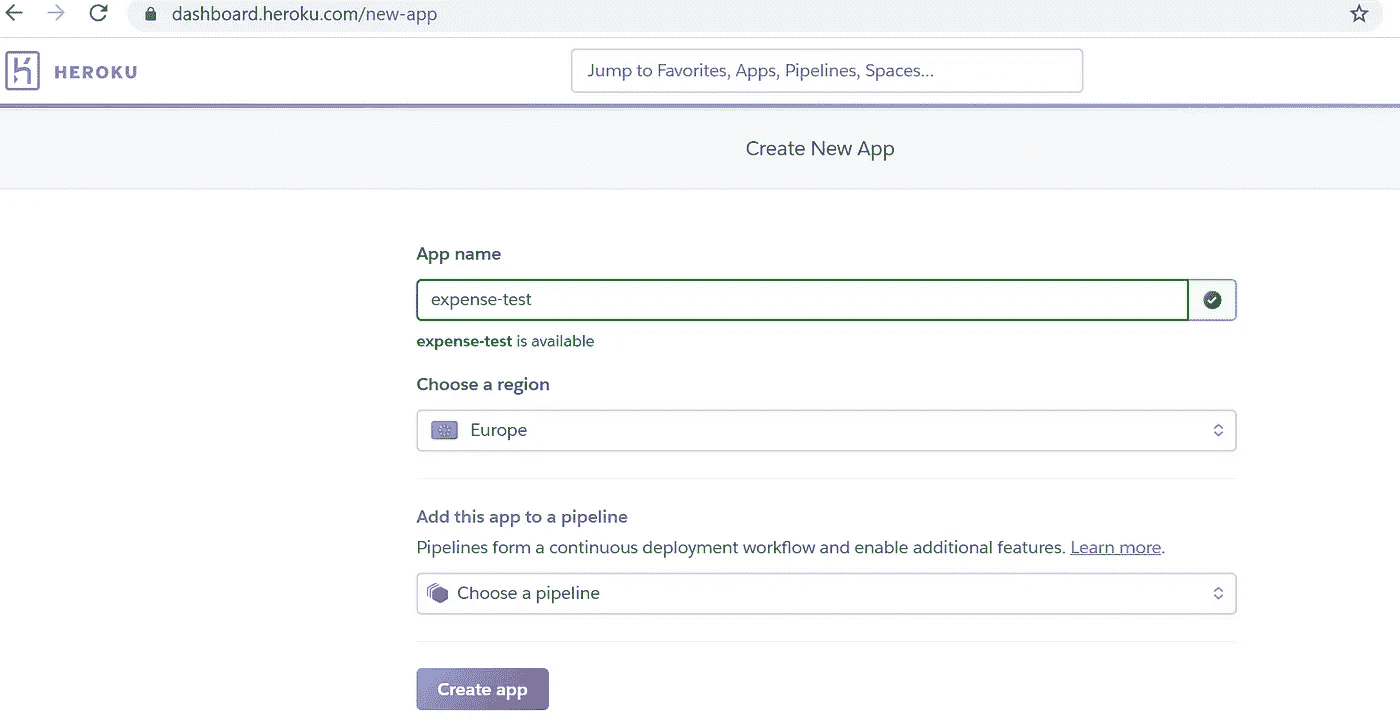 dashboard.heroku.com/new-app
HEROKU
Jump to Favorites, Apps, Pipelines, Spaces...
Create New App
App name
expense-test
expense-test is available
Choose a region
Europe
Add this app to a pipeline
Pipelines form a continuous deployment workflow and enable additional features. Learn more.
Choose a pipeline
Create app